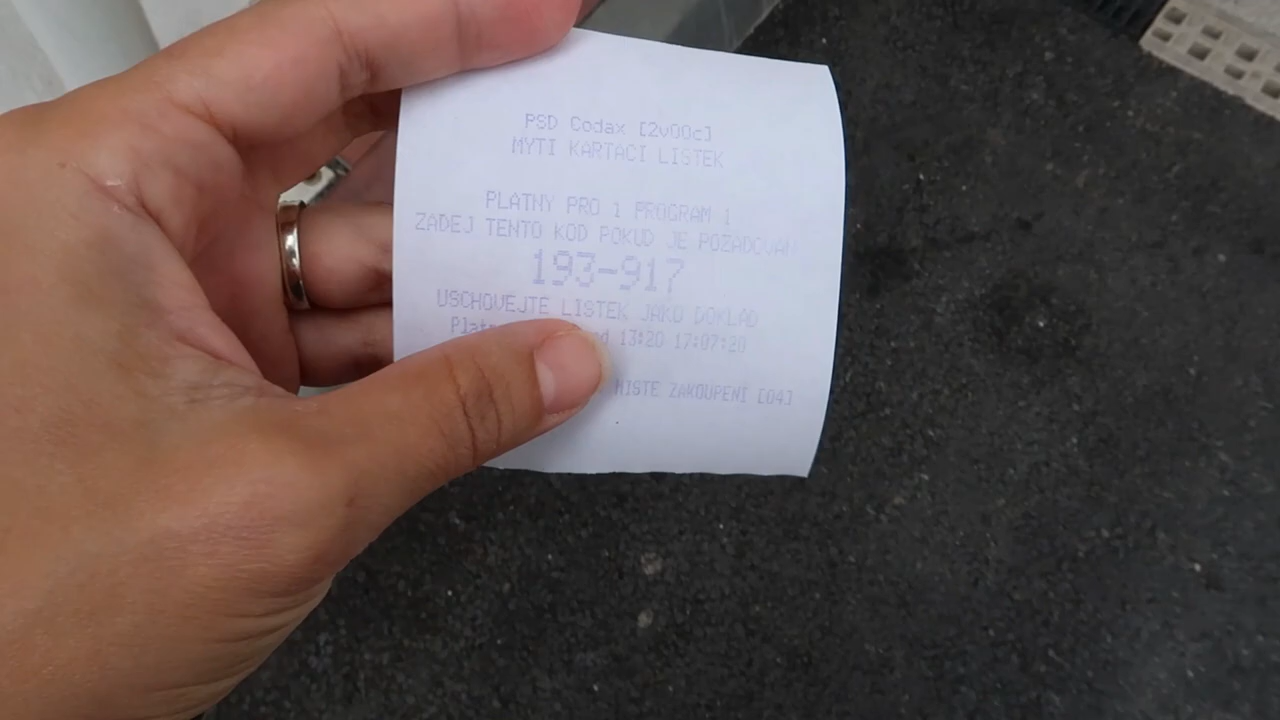 PSD Codax [2v00c]
MYTI KARTACI LISTEK
PLATNY PRO 1 PROGRAM 1
ZADEJ TENTO KOD POKUD JE POZADOVAN
193-917
USCHOVEJTE LISTEK JAKO DOKLAD
13:20 17:07:20
MISTE ZAKOUPENI [04]